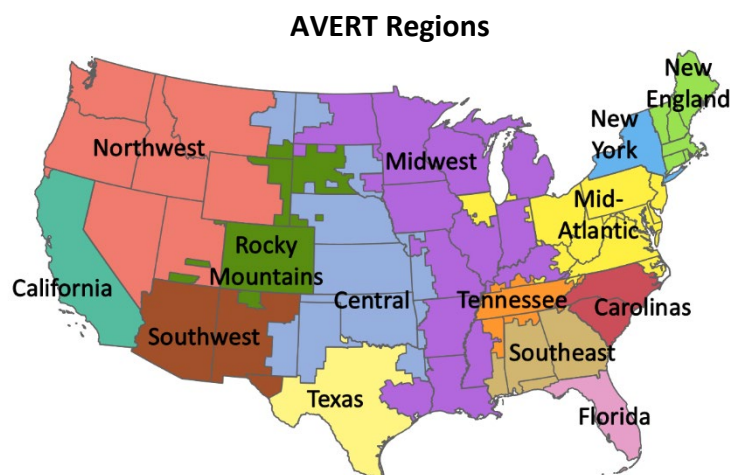 AVERT Regions
New
England
New
York
Northwest
Midwest
Mid-
Atlantic
Rocky
Mountains
California
Central
Tennessee
Carolinas
Southwest
Southeast
Texas
Florida